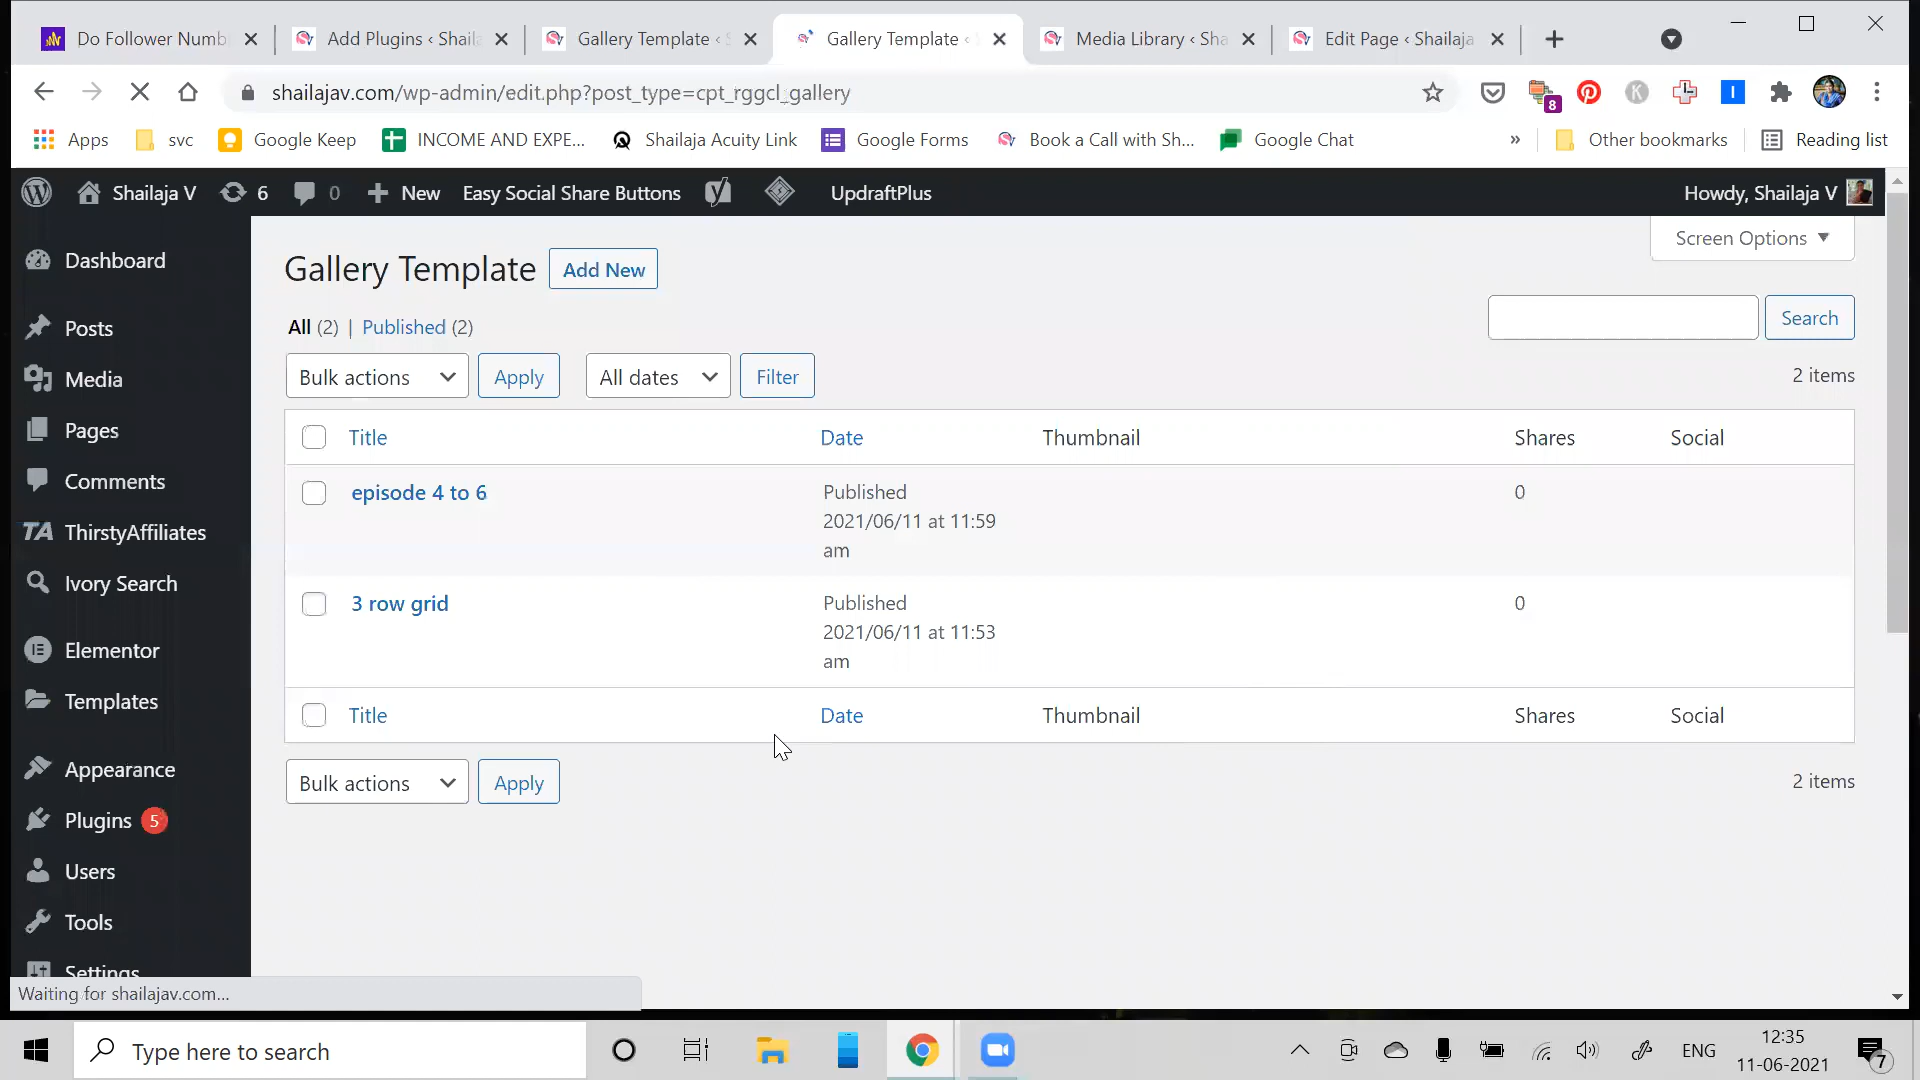 Do Follower Numb
Add Plugins ‹ Shaila
Gallery Template ‹ S
Gallery Template ‹
Media Library ‹ Sha
Edit Page ‹ Shailaja
shailajav.com/wp-admin/edit.php?post_type=cpt_rggcl_gallery
8
Apps
svc
Google Keep
INCOME AND EXPE...
Shailaja Acuity Link
Google Forms
Book a Call with Sh...
Google Chat
»
Other bookmarks
Reading list
Shailaja V
6
0
New
Easy Social Share Buttons
UpdraftPlus
Howdy, Shailaja V
Dashboard
Posts
Media
Pages
Comments
TA ThirstyAffiliates
Ivory Search
Elementor
Templates
Appearance
Plugins 5
Users
Tools
Settings
Screen Options
Gallery Template Add New
All (2) | Published (2)
Search
Bulk actions Apply All dates Filter
2 items
Title Date Thumbnail Shares Social
episode 4 to 6 Published 0
2021/06/11 at 11:59
am
3 row grid Published 0
2021/06/11 at 11:53
am
Title Date Thumbnail Shares Social
Bulk actions Apply
2 items
Waiting for shailajav.com...
Type here to search
ENG
12:35
11-06-2021
7